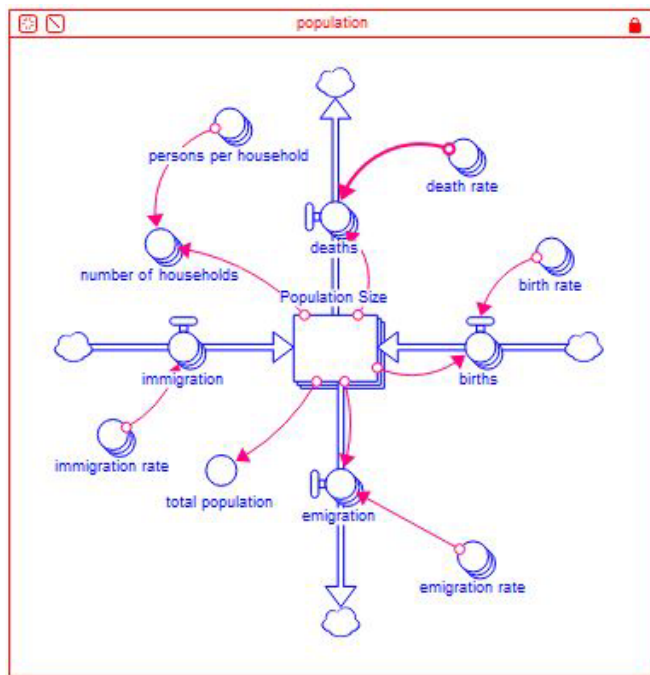 population
persons per household
death rate
deaths
number of households
birth rate
Population Size
immigration
births
immigration rate
total population
emigration
emigration rate